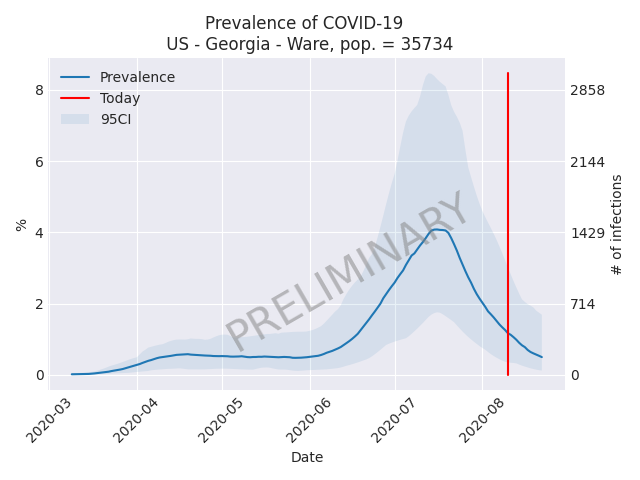 Prevalence of COVID-19
US - Georgia - Ware, pop. = 35734
Prevalence
Today
95CI
8
6
4
2
0
%
2858
2144
1429
714
0
# of infections
PRELIMINARY
2020-03
2020-04
2020-05
2020-06
2020-07
2020-08
Date